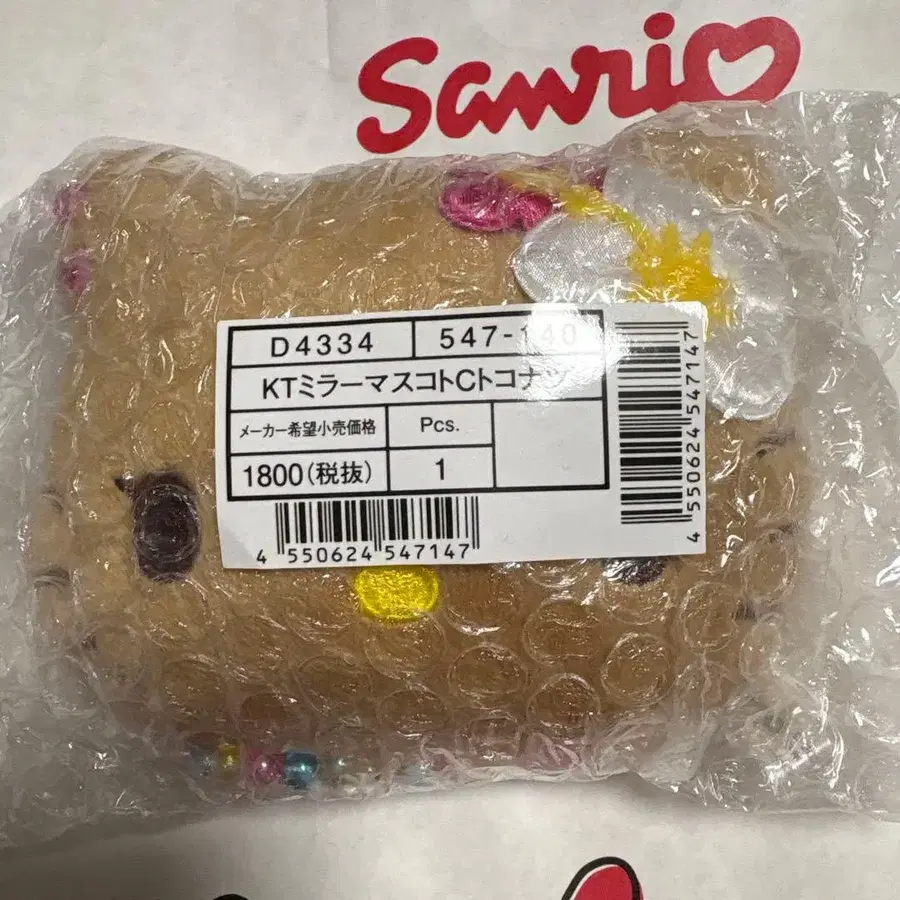 Sanrio
D4334
547-140
KTミラーマスコトCトコナツ
メーカー希望小売価格
Pcs.
1800(税抜)
1
4 550624 547147
4 550624 547147